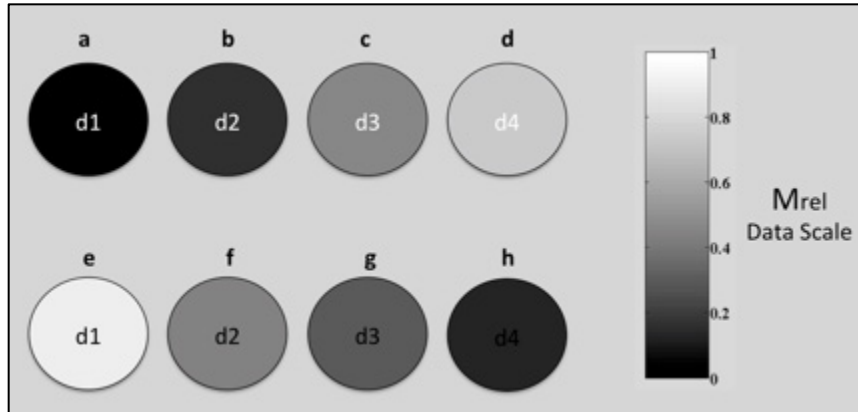 a b c d
d1 d2 d3 d4
e f g h
d1 d2 d3 d4
1
0.8
0.6
0.4
0.2
0
Mrel
Data Scale